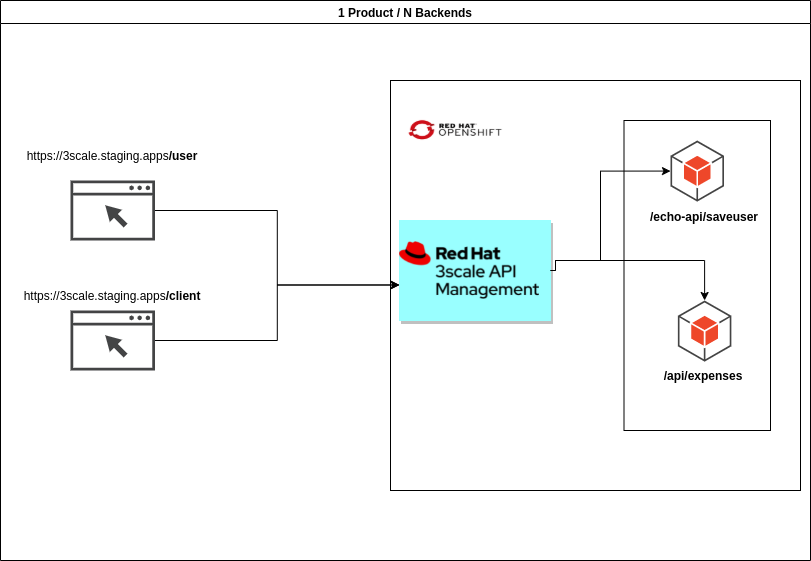 1 Product / N Backends
RED HAT
OPENSHIFT
https://3scale.staging.apps/user
/echo-api/saveuser
Red Hat
3scale API
Management
https://3scale.staging.apps/client
/api/expenses